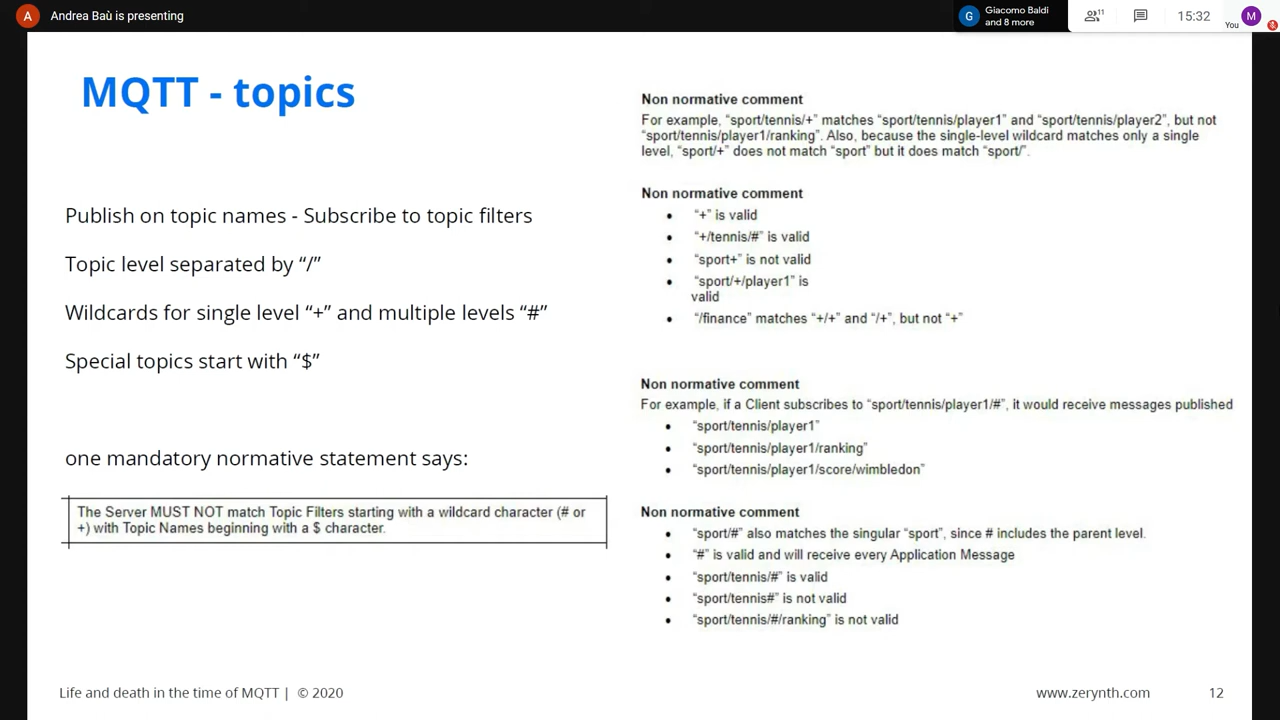 A Andrea Baù is presenting
G Giacomo Baldi
and 8 more
11
15:32
You
M
MQTT - topics
Publish on topic names - Subscribe to topic filters
Topic level separated by “/”
Wildcards for single level “+” and multiple levels “#”
Special topics start with “$”
one mandatory normative statement says:
The Server MUST NOT match Topic Filters starting with a wildcard character (# or
+) with Topic Names beginning with a $ character.
Non normative comment
For example, “sport/tennis/+” matches “sport/tennis/player1” and “sport/tennis/player2”, but not
“sport/tennis/player1/ranking”. Also, because the single-level wildcard matches only a single
level, “sport/+” does not match “sport” but it does match “sport/”.
Non normative comment
• “+” is valid
• “+/tennis/#” is valid
• “sport+” is not valid
• “sport/+/player1” is
valid
• “/finance” matches “+/+” and “/+”, but not “+”
Non normative comment
For example, if a Client subscribes to “sport/tennis/player1/#”, it would receive messages published
• “sport/tennis/player1”
• “sport/tennis/player1/ranking”
• “sport/tennis/player1/score/wimbledon”
Non normative comment
• “sport/#” also matches the singular “sport”, since # includes the parent level.
• “#” is valid and will receive every Application Message
• “sport/tennis/#” is valid
• “sport/tennis#” is not valid
• “sport/tennis/#/ranking” is not valid
Life and death in the time of MQTT | © 2020
www.zerynth.com
12